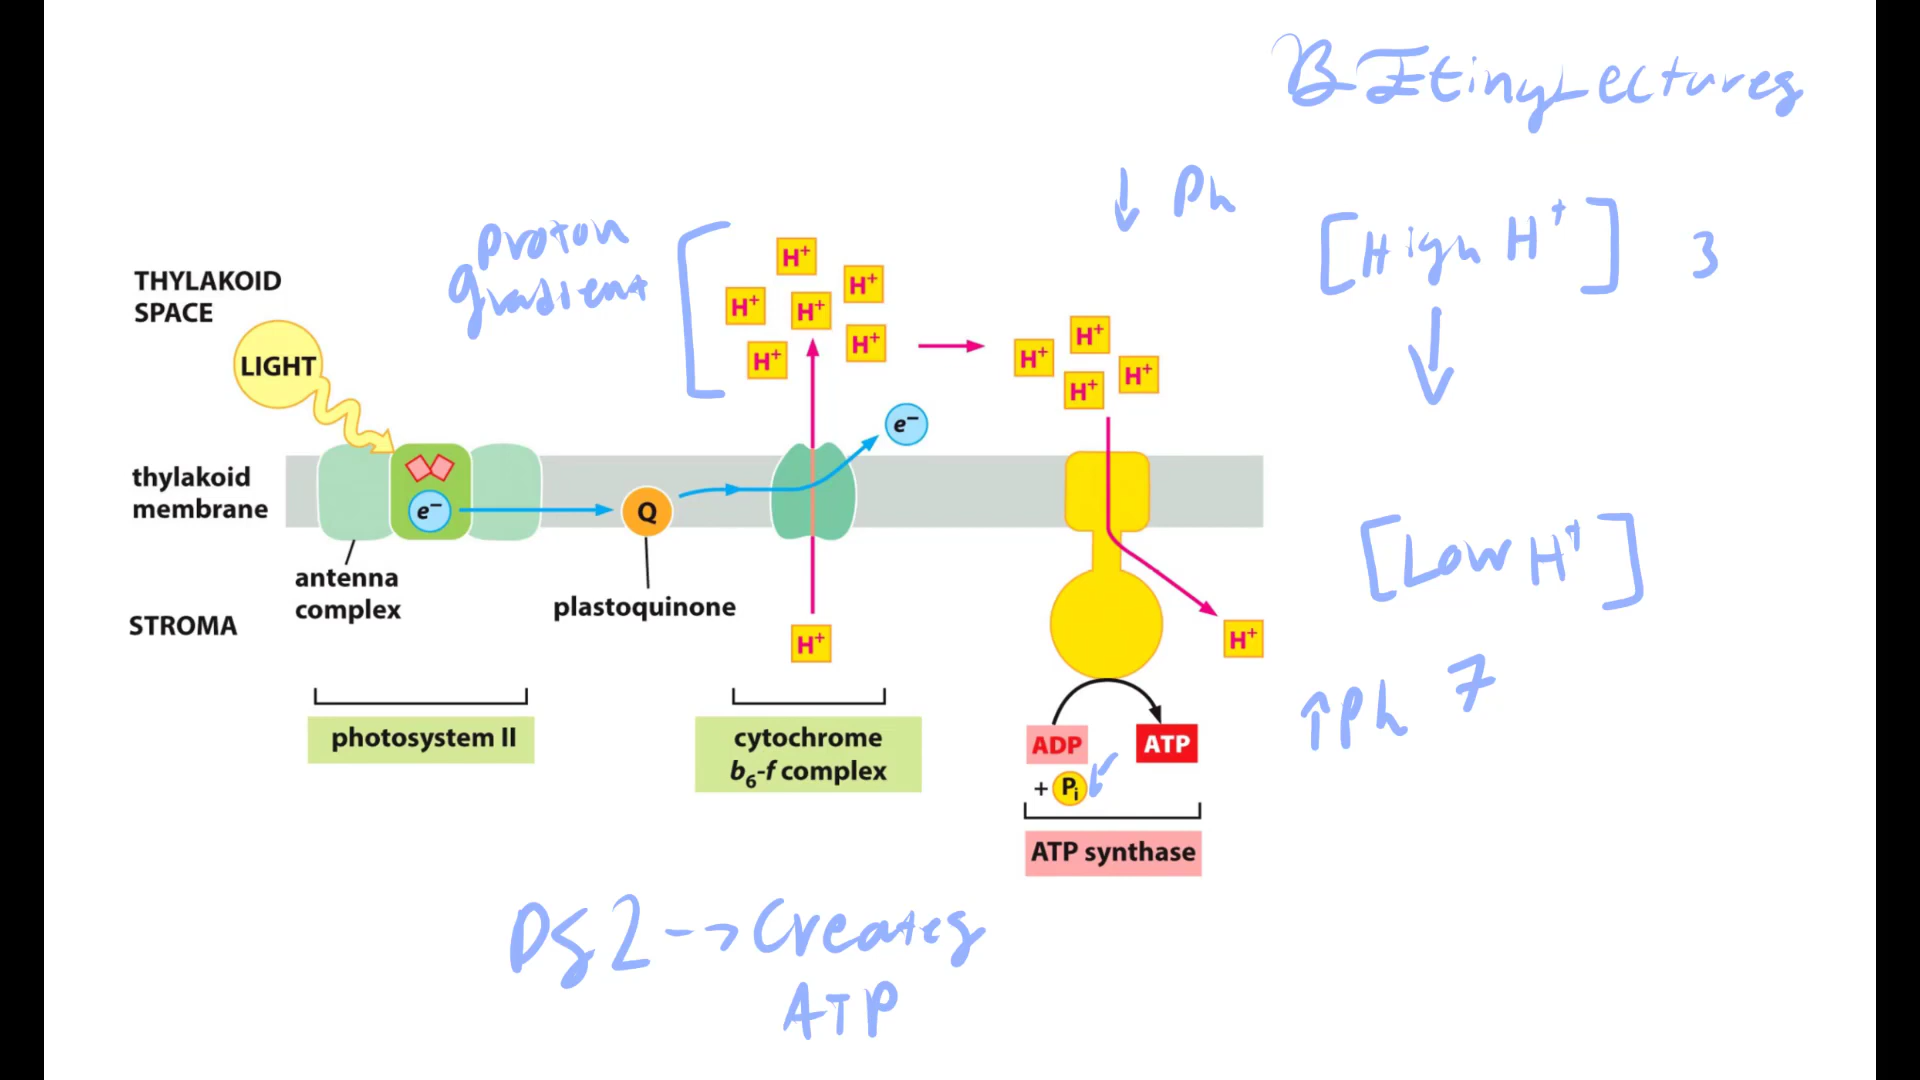 BIEtinyLectures
↓ Ph
[High H⁺] 3
proton
gradient
THYLAKOID
SPACE
LIGHT
H⁺
H⁺
H⁺
H⁺
H⁺
H⁺
H⁺
H⁺
H⁺
H⁺
e⁻
thylakoid
membrane
e⁻
Q
[Low H⁺]
antenna
complex
plastoquinone
STROMA
H⁺
H⁺
↑Ph 7
photosystem II
cytochrome
b₆-f complex
ADP
ATP
+ Pᵢ
ATP synthase
PS2 --> Creates
ATP